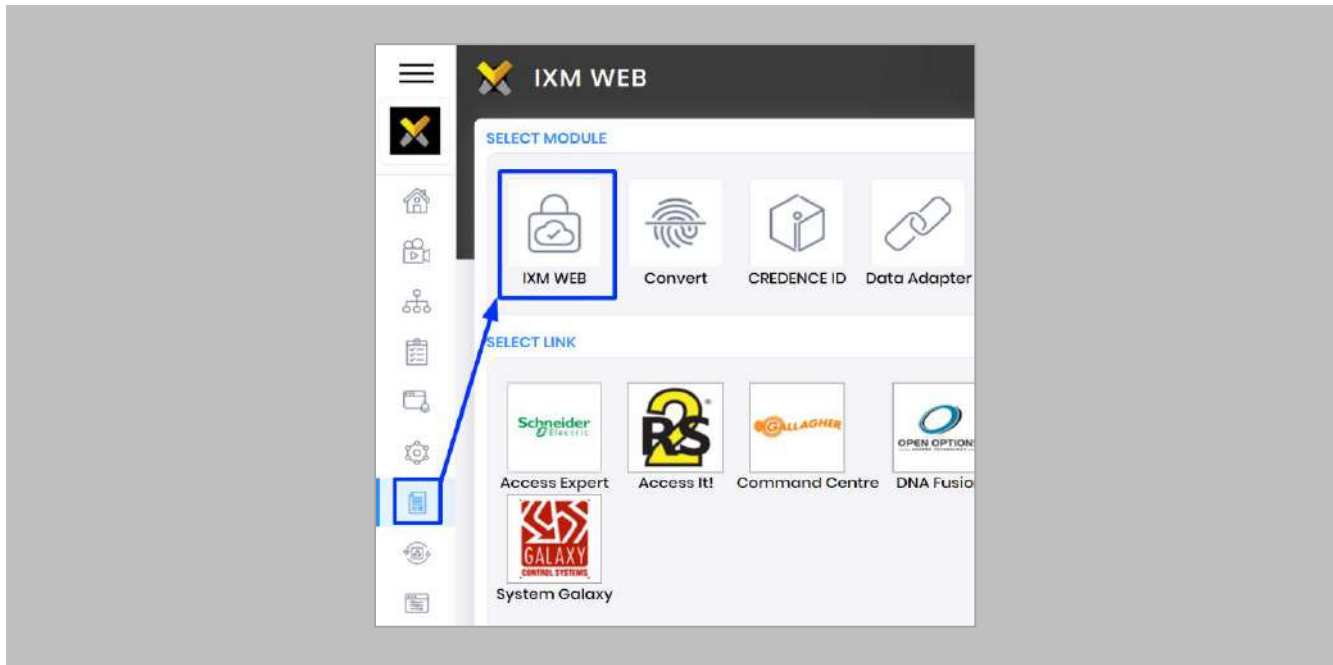 IXM WEB
SELECT MODULE
IXM WEB Convert CREDENCE ID Data Adapter
SELECT LINK
Schneider Electric
RS2
GALLAGHER
OPEN OPTIONS
Access Expert Access It! Command Centre DNA Fusio
GALAXY
CONTROL SYSTEMS
System Galaxy